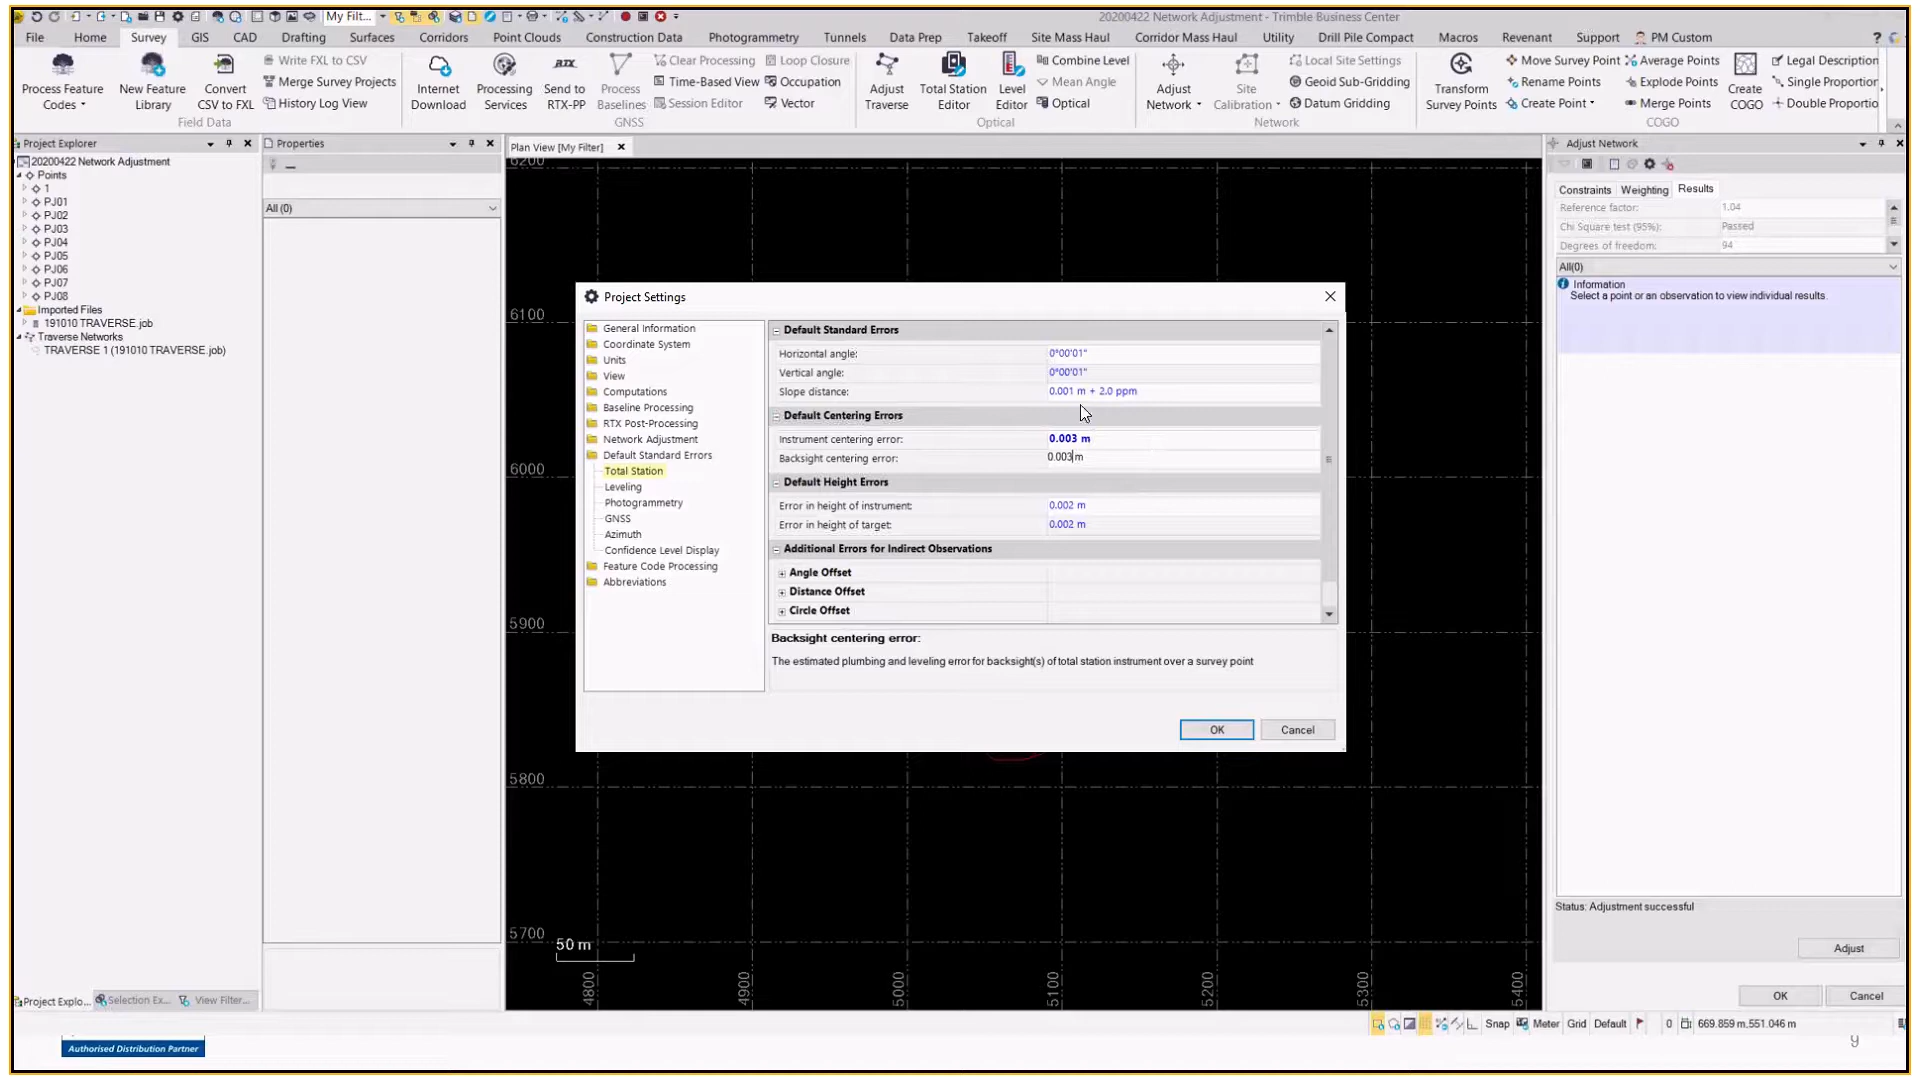 My Filt...
20200422 Network Adjustment - Trimble Business Center
File Home Survey GIS CAD Drafting Surfaces Corridors Point Clouds Construction Data Photogrammetry Tunnels Data Prep Takeoff Site Mass Haul Corridor Mass Haul Utility Drill Pile Compact Macros Revenant Support PM Custom
Process Feature Codes
New Feature Library
Convert CSV to FXL
Write FXL to CSV
Merge Survey Projects
History Log View
Field Data
Internet Download
Processing Services
Send to RTX-PP
Process Baselines
Clear Processing
Time-Based View
Session Editor
Loop Closure
Occupation
Vector
GNSS
Adjust Traverse
Total Station Editor
Level Editor
Combine Level
Mean Angle
Optical
Optical
Adjust Network
Site Calibration
Local Site Settings
Geoid Sub-Gridding
Datum Gridding
Network
Transform Survey Points
Move Survey Point
Rename Points
Create Point
Average Points
Explode Points
Merge Points
Create COGO
Legal Description
Single Proportio
Double Proportio
COGO
Project Explorer
20200422 Network Adjustment
Points
1
PJ01
PJ02
PJ03
PJ04
PJ05
PJ06
PJ07
PJ08
Imported Files
191010 TRAVERSE.job
Traverse Networks
TRAVERSE 1 (191010 TRAVERSE.job)
Project Explo...
Selection Ex...
View Filter...
Properties
All (0)
Plan View [My Filter]
6200
6100
6000
5900
5800
5700
50 m
4800
4900
5000
5100
5200
5300
5400
Project Settings
General Information
Coordinate System
Units
View
Computations
Baseline Processing
RTX Post-Processing
Network Adjustment
Default Standard Errors
Total Station
Leveling
Photogrammetry
GNSS
Azimuth
Confidence Level Display
Feature Code Processing
Abbreviations
Default Standard Errors
Horizontal angle: 0°00'01"
Vertical angle: 0°00'01"
Slope distance: 0.001 m + 2.0 ppm
Default Centering Errors
Instrument centering error: 0.003 m
Backsight centering error: 0.003 m
Default Height Errors
Error in height of instrument: 0.002 m
Error in height of target: 0.002 m
Additional Errors for Indirect Observations
Angle Offset
Distance Offset
Circle Offset
Backsight centering error:
The estimated plumbing and leveling error for backsight(s) of total station instrument over a survey point
OK Cancel
Adjust Network
Constraints Weighting Results
Reference factor: 1.04
Chi Square test (95%): Passed
Degrees of freedom: 94
All(0)
Information
Select a point or an observation to view individual results.
Status: Adjustment successful
Adjust
OK Cancel
Snap Meter Grid Default 0 669.859 m,551.046 m
Authorised Distribution Partner
9